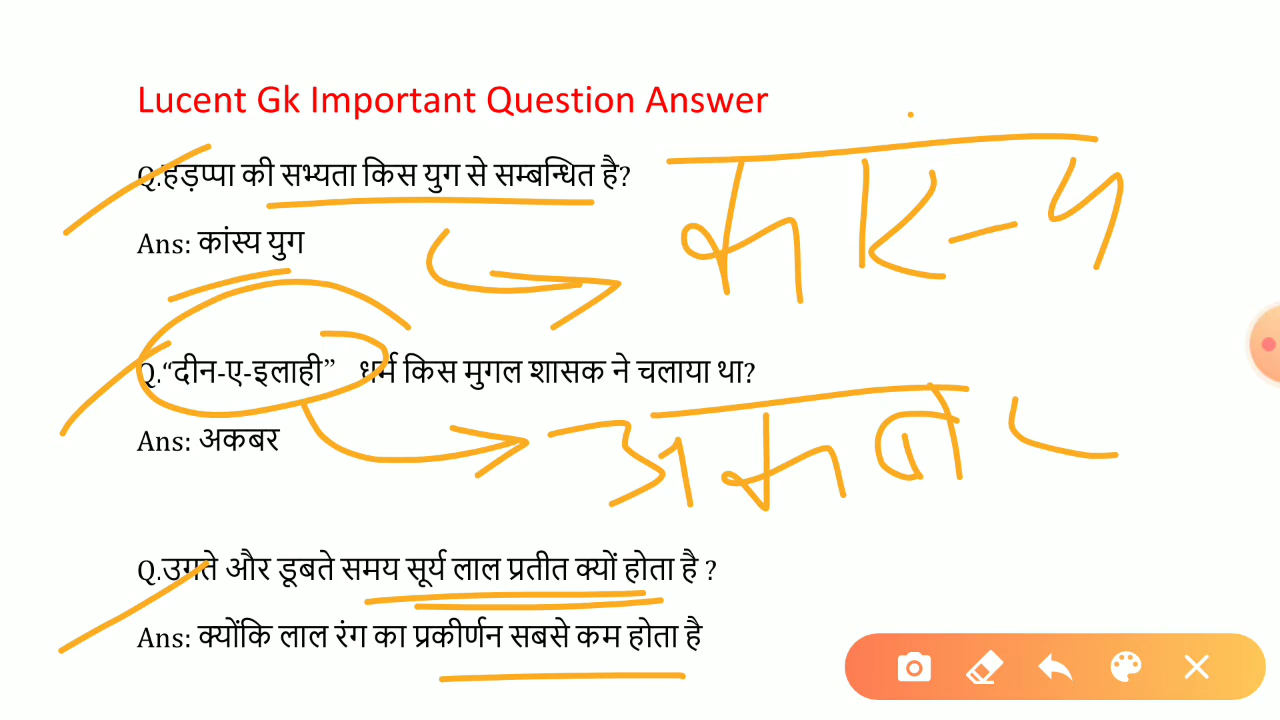 Lucent Gk Important Question Answer
Q.हड़प्पा की सभ्यता किस युग से सम्बन्धित है?
Ans: कांस्य युग
Q.“दीन-ए-इलाही” धर्म किस मुगल शासक ने चलाया था?
Ans: अकबर
Q.उगते और डूबते समय सूर्य लाल प्रतीत क्यों होता है ?
Ans: क्योंकि लाल रंग का प्रकीर्णन सबसे कम होता है